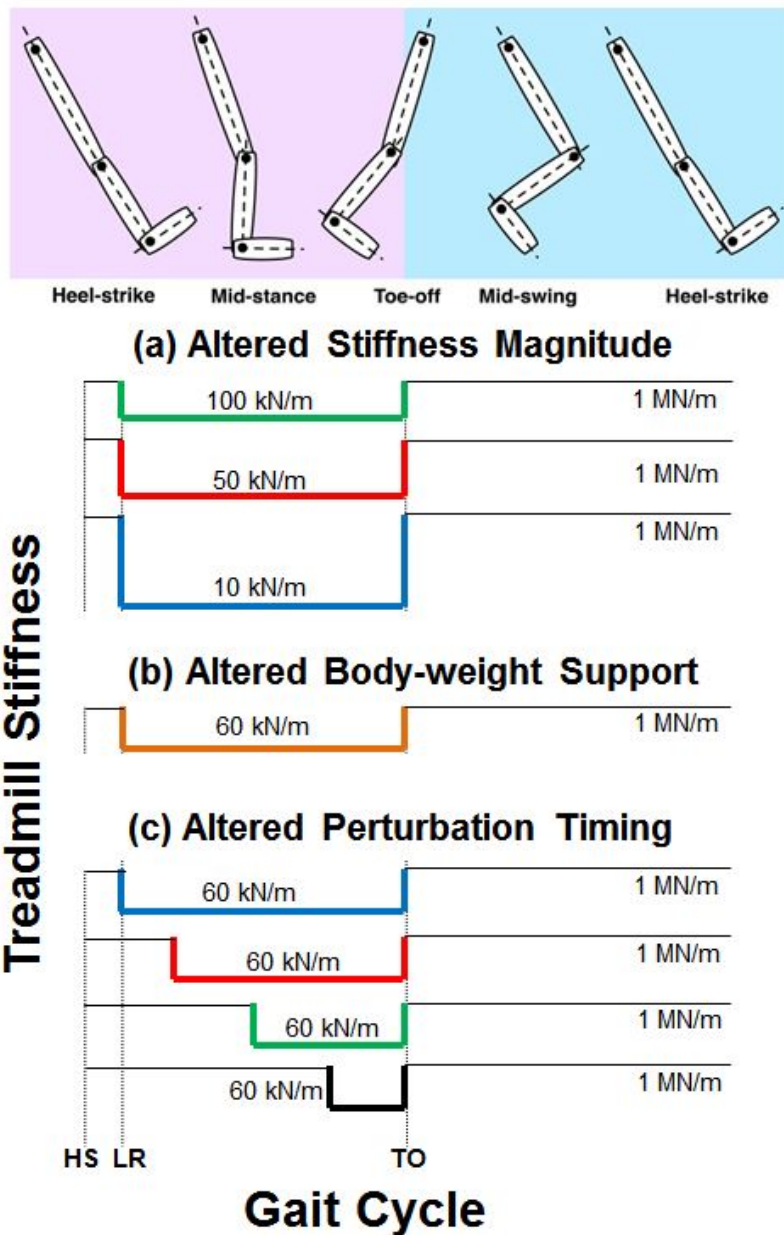 Heel-strike Mid-stance Toe-off Mid-swing Heel-strike
(a) Altered Stiffness Magnitude
100 kN/m 1 MN/m
50 kN/m 1 MN/m
1 MN/m
10 kN/m
(b) Altered Body-weight Support
60 kN/m 1 MN/m
(c) Altered Perturbation Timing
60 kN/m 1 MN/m
60 kN/m 1 MN/m
60 kN/m 1 MN/m
60 kN/m 1 MN/m
Treadmill Stiffness
HS LR TO
Gait Cycle